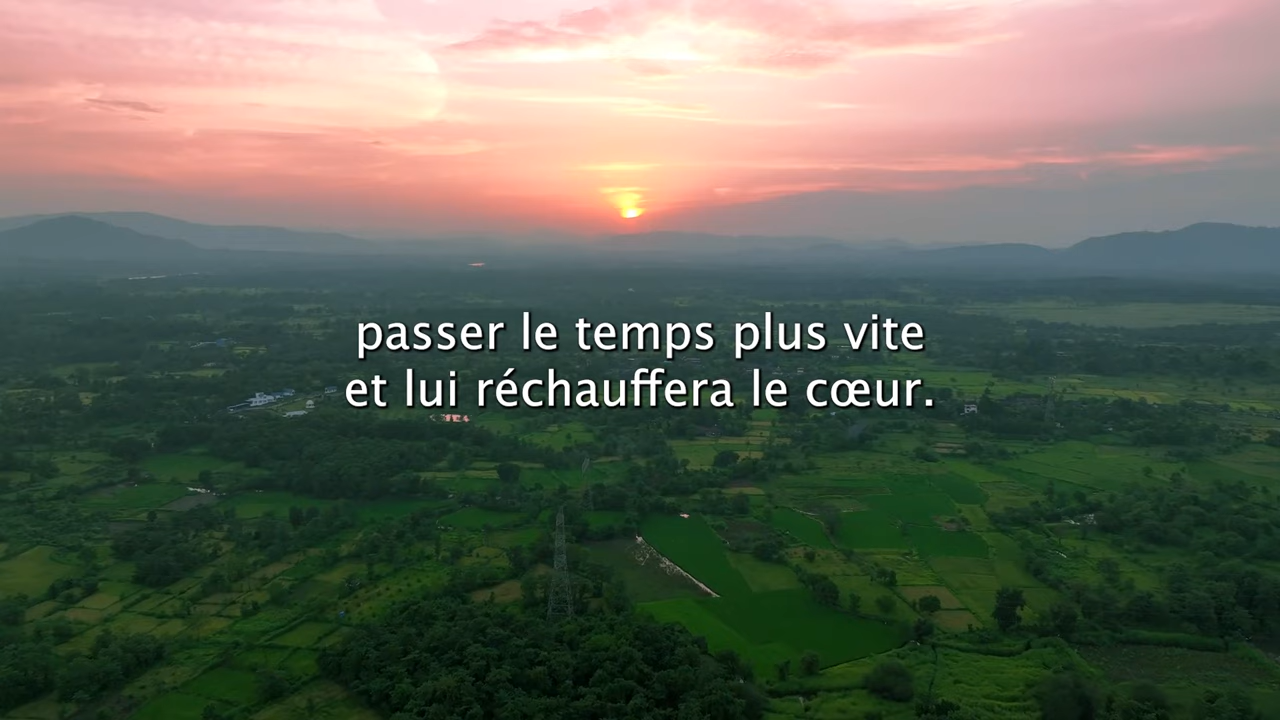 passer le temps plus vite
et lui réchauffera le cœur.